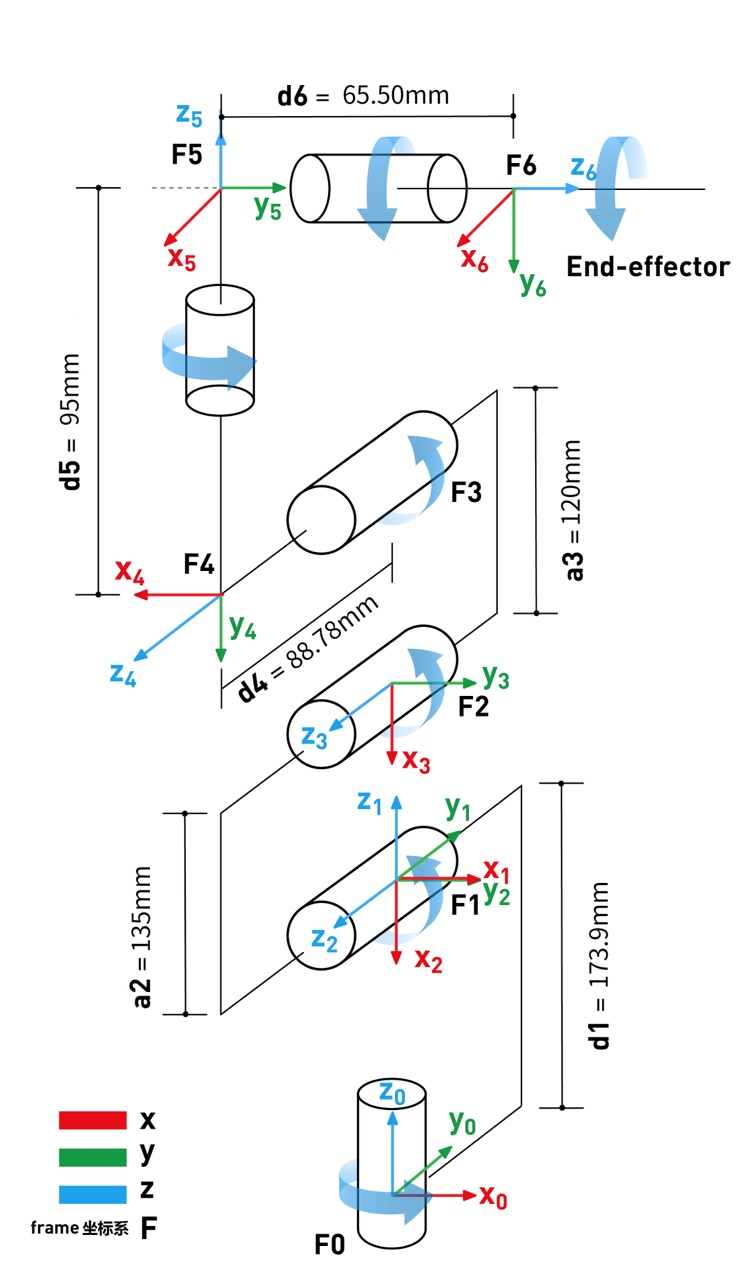 d6 = 65.50mm
z5
F5
F6
z6
y5
x5
x6
End-effector
y6
d5 = 95mm
F3
a3 = 120mm
F4
x4
y4
z4
d4 = 88.78mm
y3
F2
z3
x3
z1
y1
x1
y2
F1
z2
x2
a2 = 135mm
d1 = 173.9mm
z0
y0
x0
F0
x
y
z
frame 坐标系 F